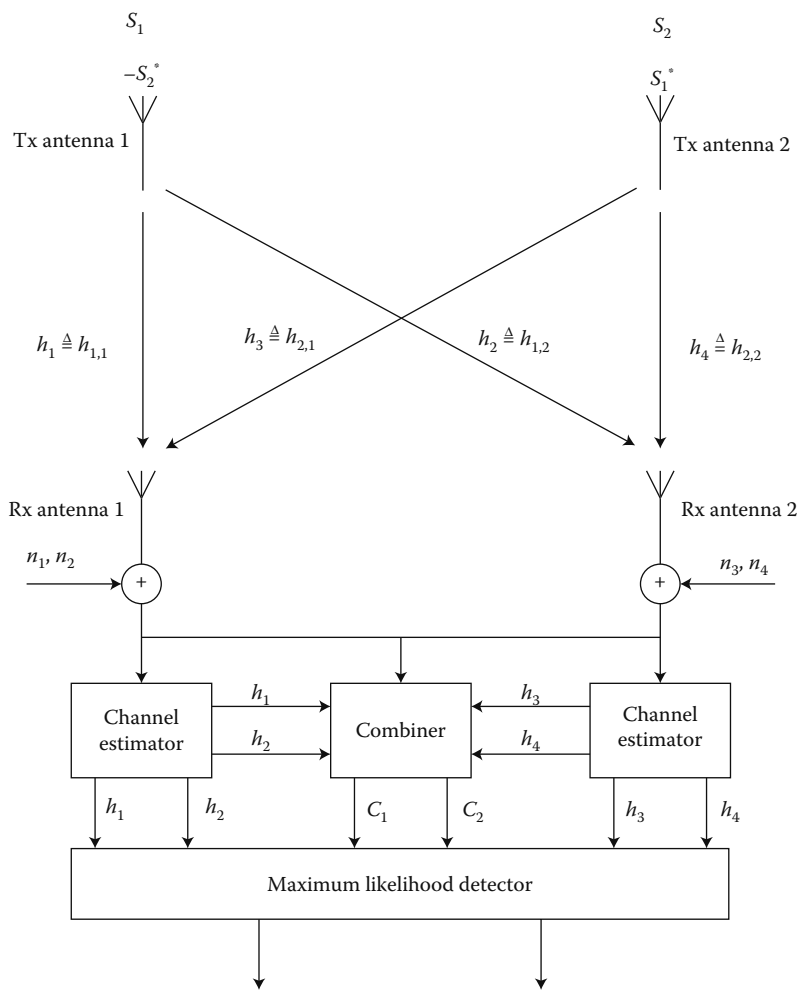 S₁ S₂
–S₂* S₁*
Tx antenna 1 Tx antenna 2
h₁ ≜ h₁,₁ h₃ ≜ h₂,₁ h₂ ≜ h₁,₂ h₄ ≜ h₂,₂
Rx antenna 1 Rx antenna 2
n₁, n₂ + + n₃, n₄
Channel
estimator
h₁
h₂
Combiner
h₃
h₄
Channel
estimator
h₁ h₂ C₁ C₂ h₃ h₄
Maximum likelihood detector